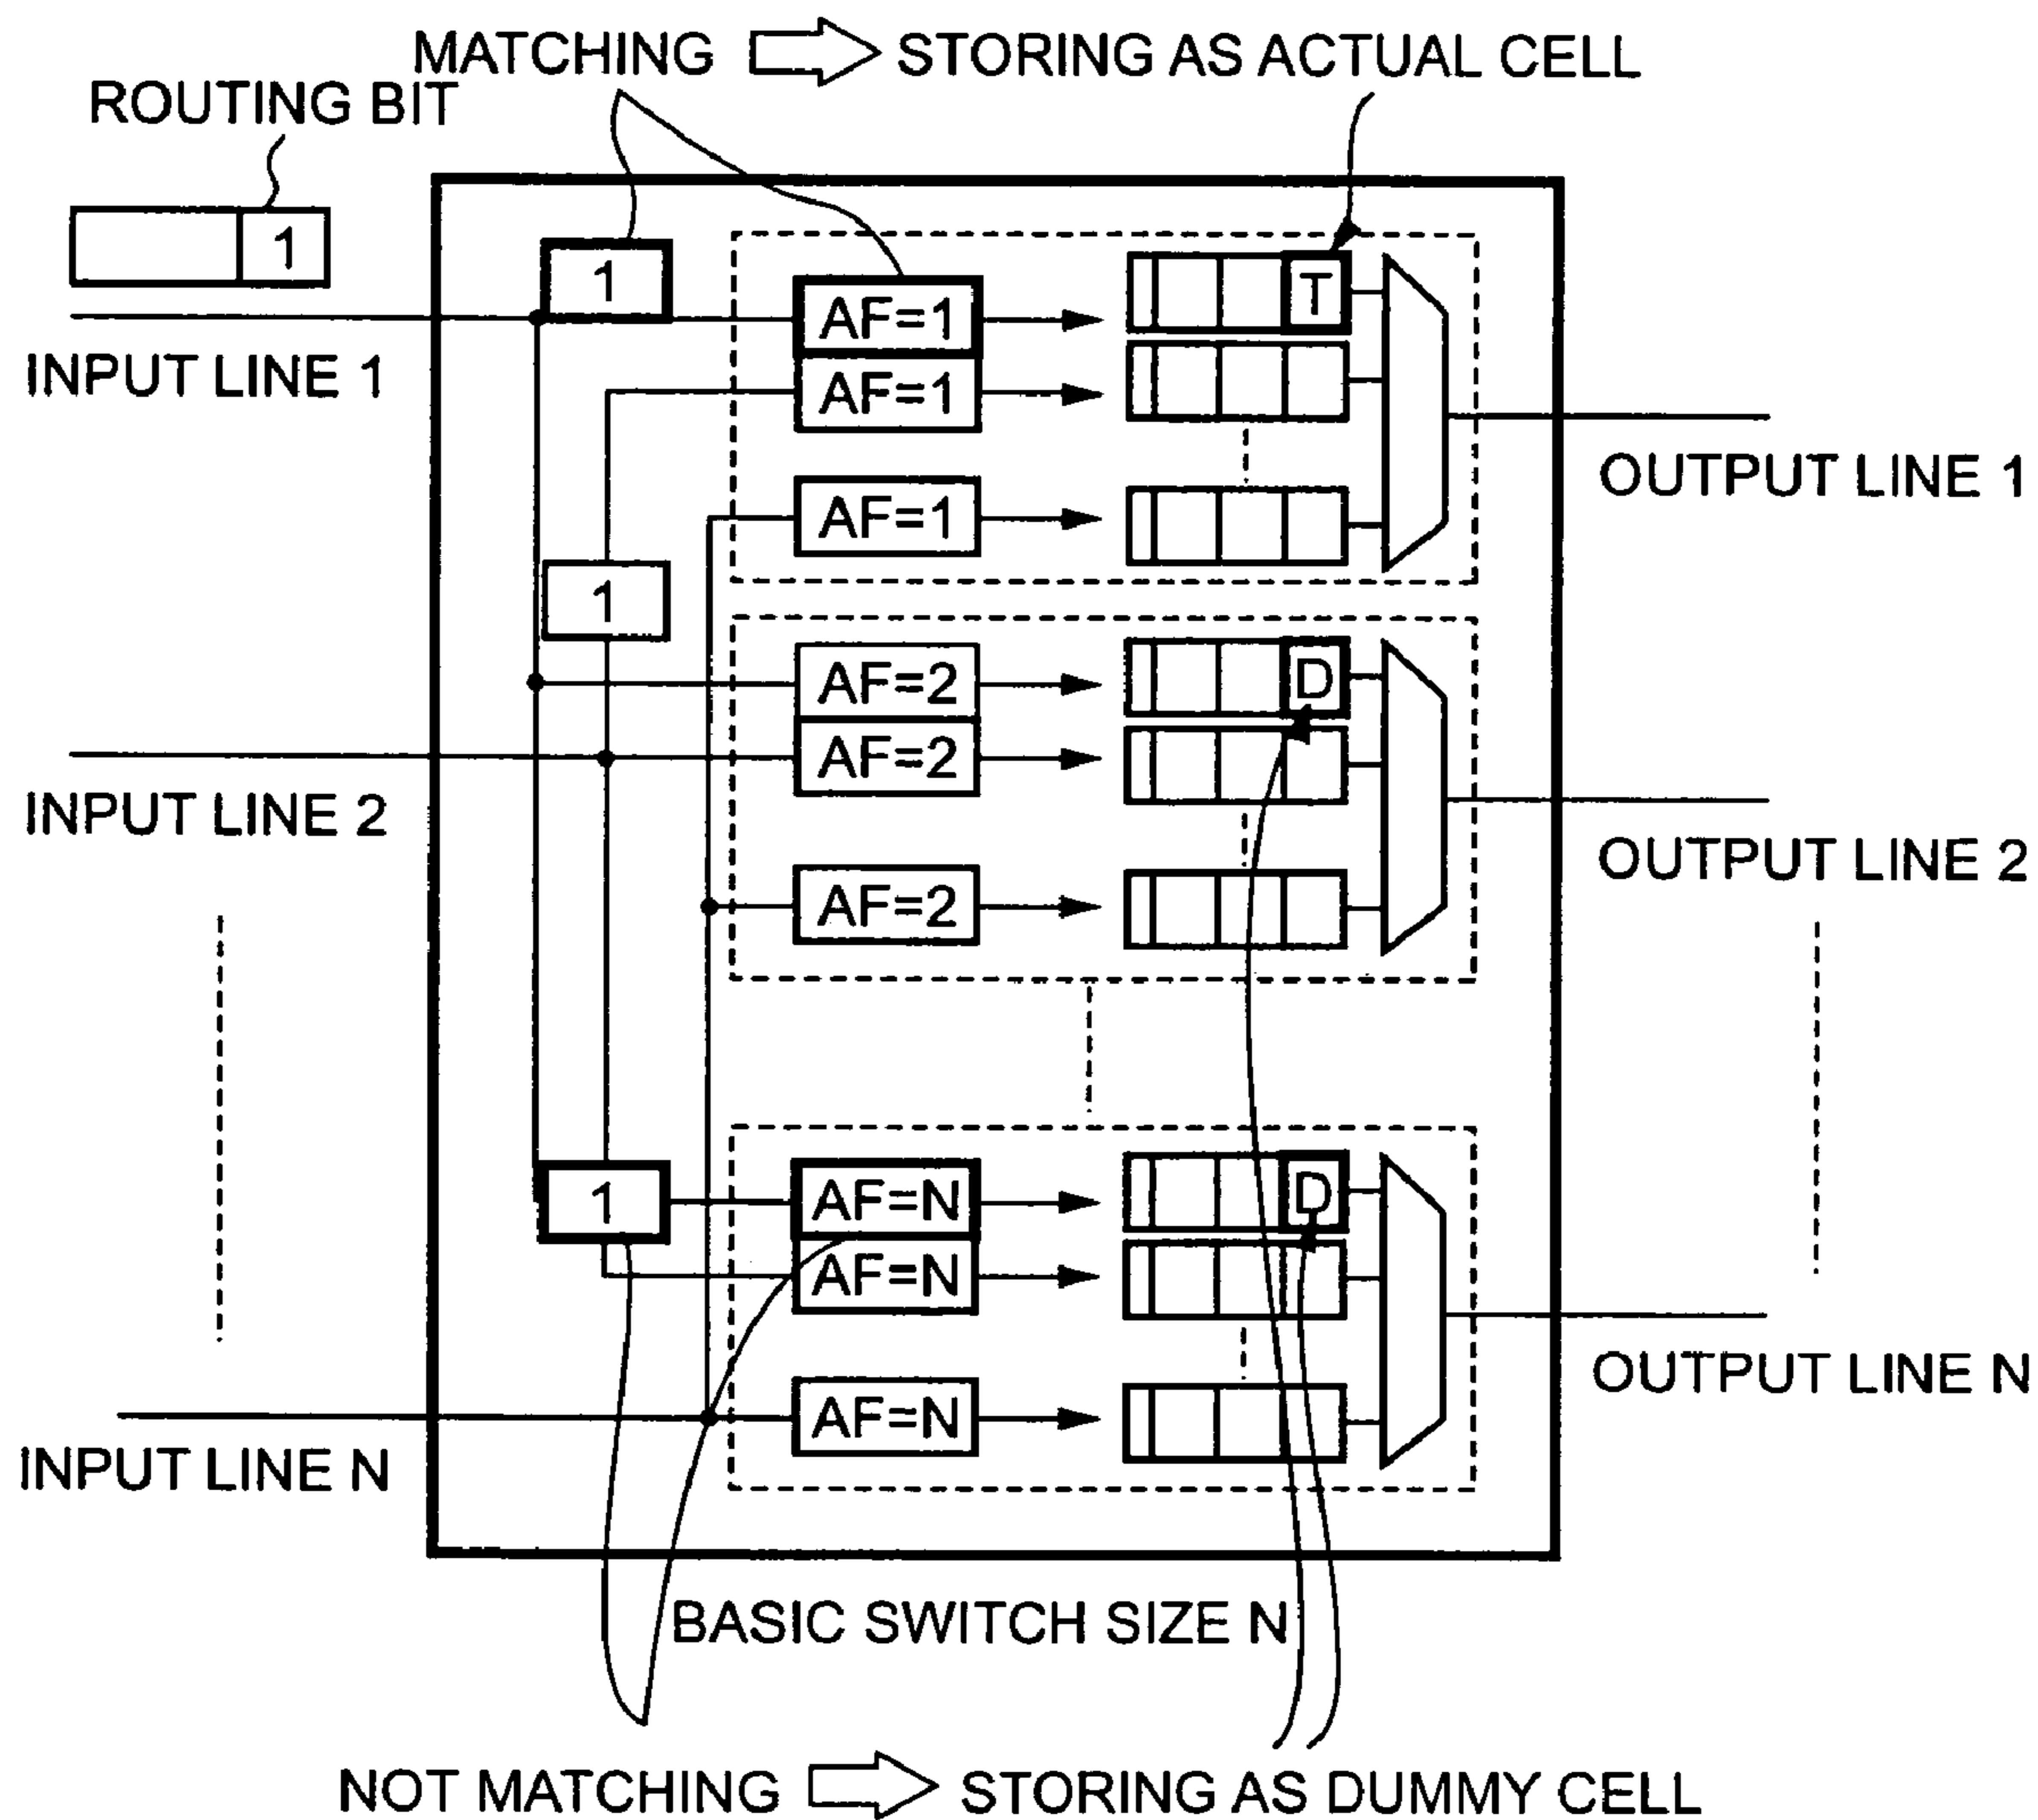 MATCHING STORING AS ACTUAL CELL
ROUTING BIT
1
1
T
AF=1
INPUT LINE 1
AF=1
OUTPUT LINE 1
AF=1
1
AF=2
D
AF=2
INPUT LINE 2
OUTPUT LINE 2
AF=2
1
AF=N
D
AF=N
OUTPUT LINE N
AF=N
INPUT LINE N
BASIC SWITCH SIZE N
NOT MATCHING STORING AS DUMMY CELL